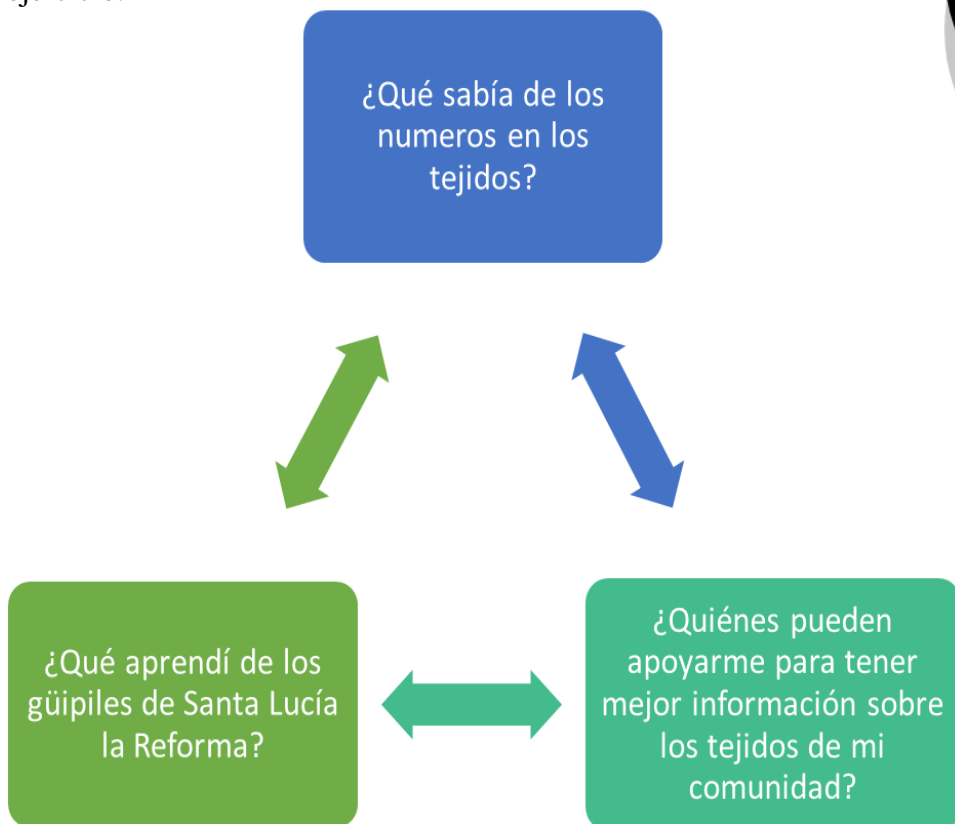 ¿Qué sabía de los
numeros en los
tejidos?
¿Qué aprendí de los
güipiles de Santa Lucía
la Reforma?
¿Quiénes pueden
apoyarme para tener
mejor información sobre
los tejidos de mi
comunidad?